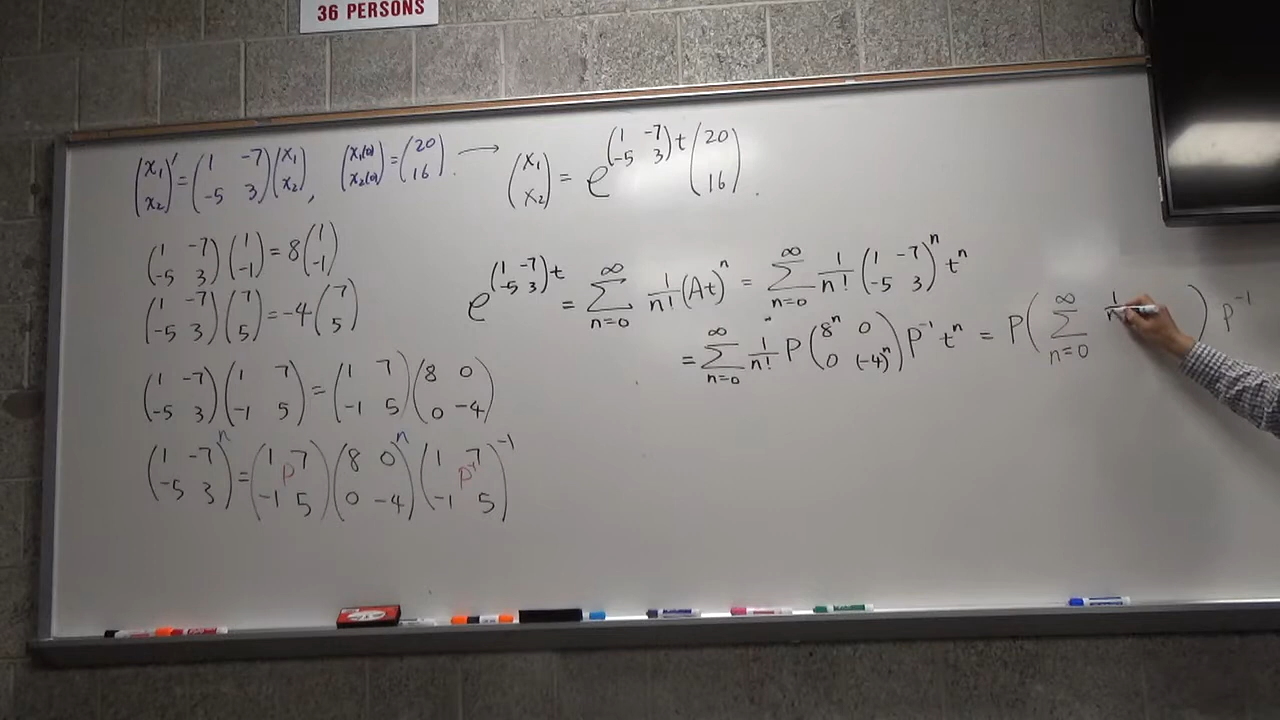 36 PERSONS
(x₁ x₂)' = (1 -7; -5 3)(x₁ x₂), (x₁(0) x₂(0)) = (20 16). → (x₁ x₂) = e^{(1 -7; -5 3)t} (20 16).
(1 -7; -5 3)(1 -1) = 8(1 -1)
(1 -7; -5 3)(7 5) = -4(7 5)
(1 -7; -5 3)(1 7; -1 5) = (1 7; -1 5)(8 0; 0 -4)
(1 -7; -5 3)ⁿ = (1 7; -1 5)(8 0; 0 -4)ⁿ(1 7; -1 5)⁻¹
P P⁻¹
e^{(1 -7; -5 3)t} = ∑_{n=0}^∞ 1/n! (At)ⁿ = ∑_{n=0}^∞ 1/n! (1 -7; -5 3)ⁿ tⁿ
= ∑_{n=0}^∞ 1/n! P(8ⁿ 0; 0 (-4)ⁿ)P⁻¹ tⁿ = P(∑_{n=0}^∞ 1/n ) P⁻¹